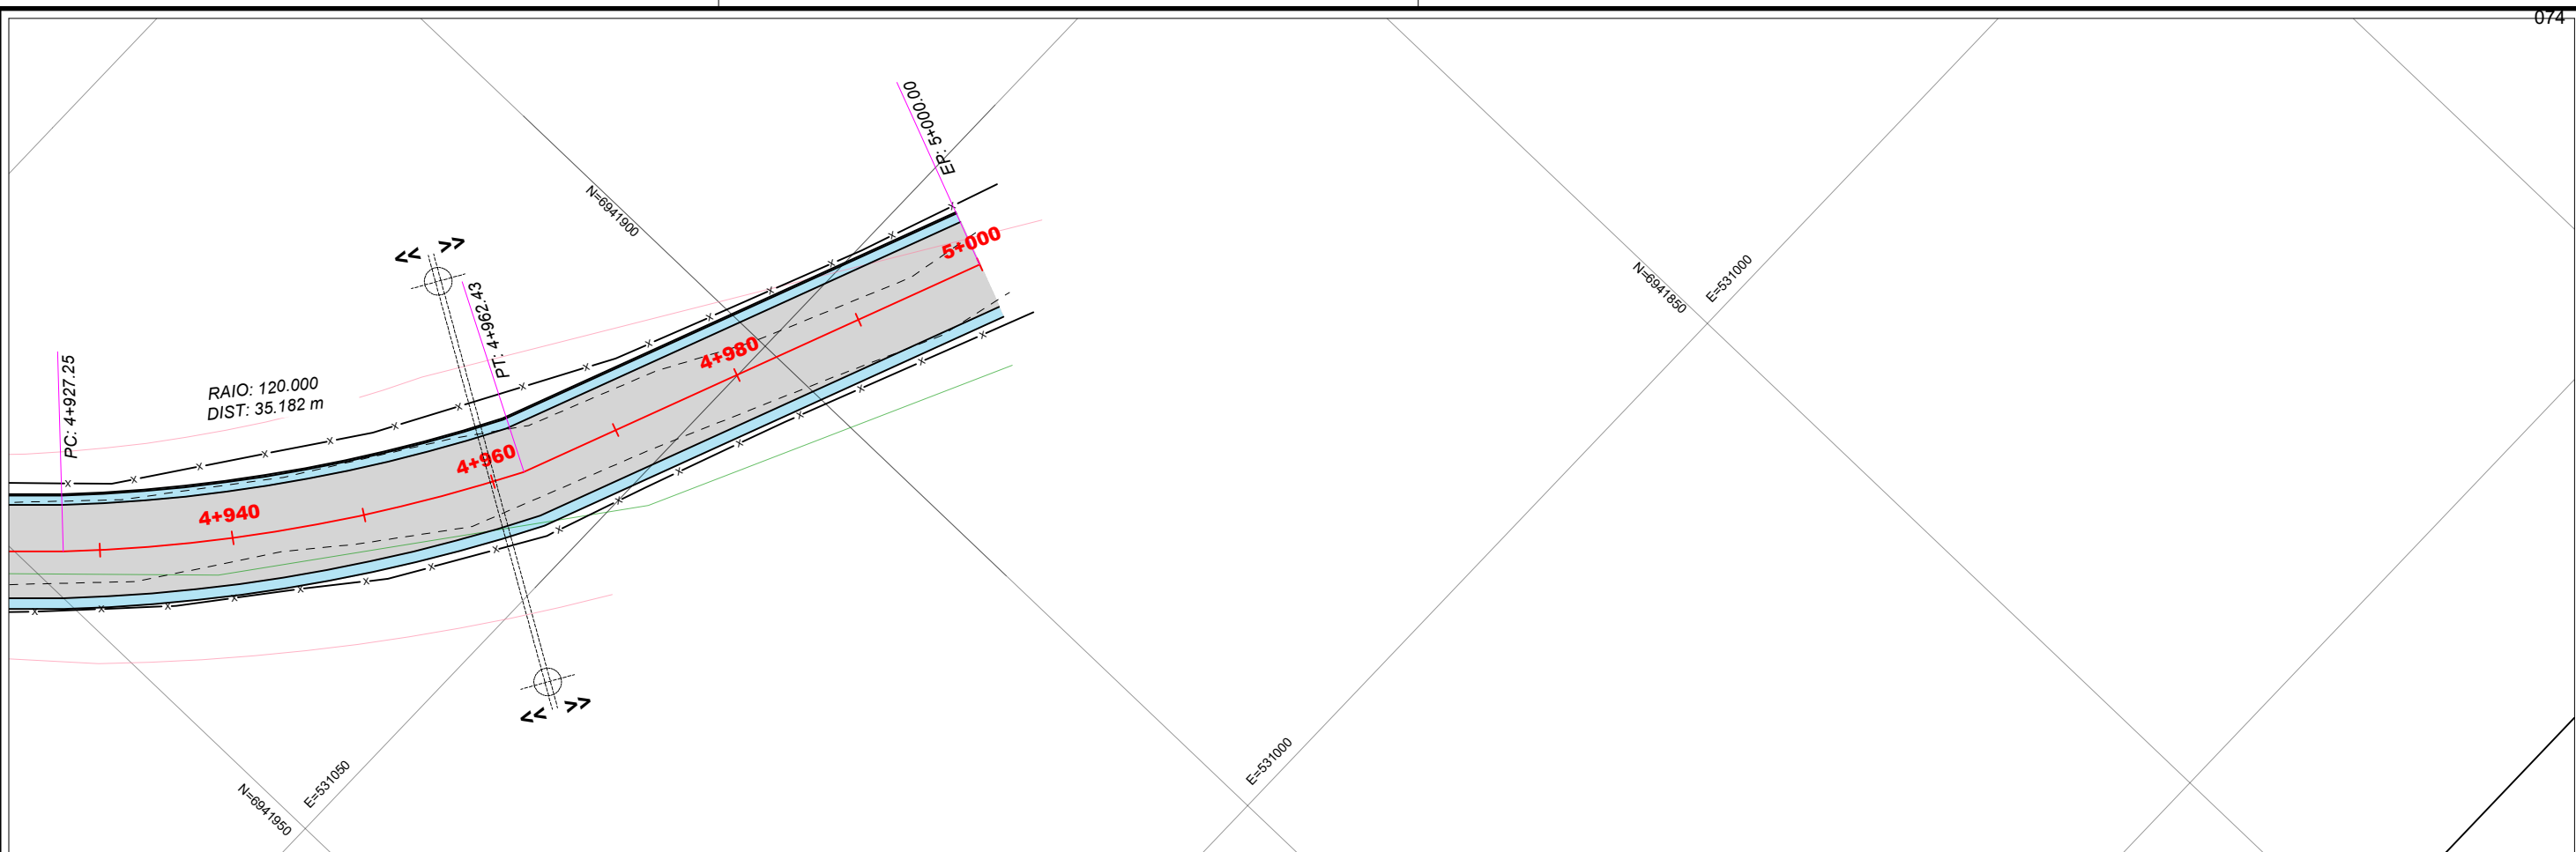 074
EP: 5+000.00
N=6941900
5+000
<< >>
N=6941850
E=531000
PT: 4+962.43
4+980
PC: 4+927.25
RAIO: 120.000
DIST: 35.182 m
4+960
4+940
<< >>
E=531050
E=531000
N=6941950